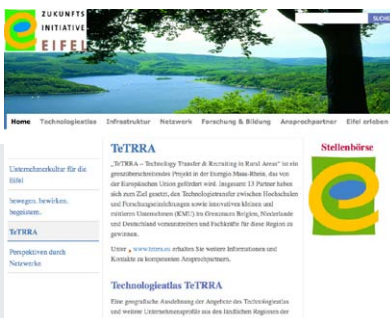 ZUKUNFTS
INITIATIVE
EIFEL
SUCHE
Home Technologieatlas Infrastruktur Netzwerk Forschung & Bildung Ansprechpartner Eifel erfahren
Unternehmerkultur für die
Eifel
bewegen. bewirken.
begeistern.
TeTRRA
Perspektiven durch
Netzwerke
TeTRRA
„TeTRRA – Technology Transfer & Recruiting in Rural Areas" ist ein
grenzüberschreitendes Projekt in der Euregio Maas-Rhein, das von
der Europäischen Union gefördert wird. Insgesamt 13 Partner haben
sich zum Ziel gesetzt, den Technologietransfer zwischen Hochschulen
und Forschungseinrichtungen sowie innovativen kleinen und
mittleren Unternehmen (KMU) im Grenzraum Belgien, Niederlande
und Deutschland voranzutreiben und Fachkräfte für diese Region zu
gewinnen.
Unter www.tetrra.eu erhalten Sie weitere Informationen und
Kontakte zu kompetenten Ansprechpartnern.
Technologieatlas TeTRRA
Eine geografische Ausdehnung der Angebote des Technologieatlas
und weitere Unternehmensprofile aus den ländlichen Regionen der
Stellenbörse